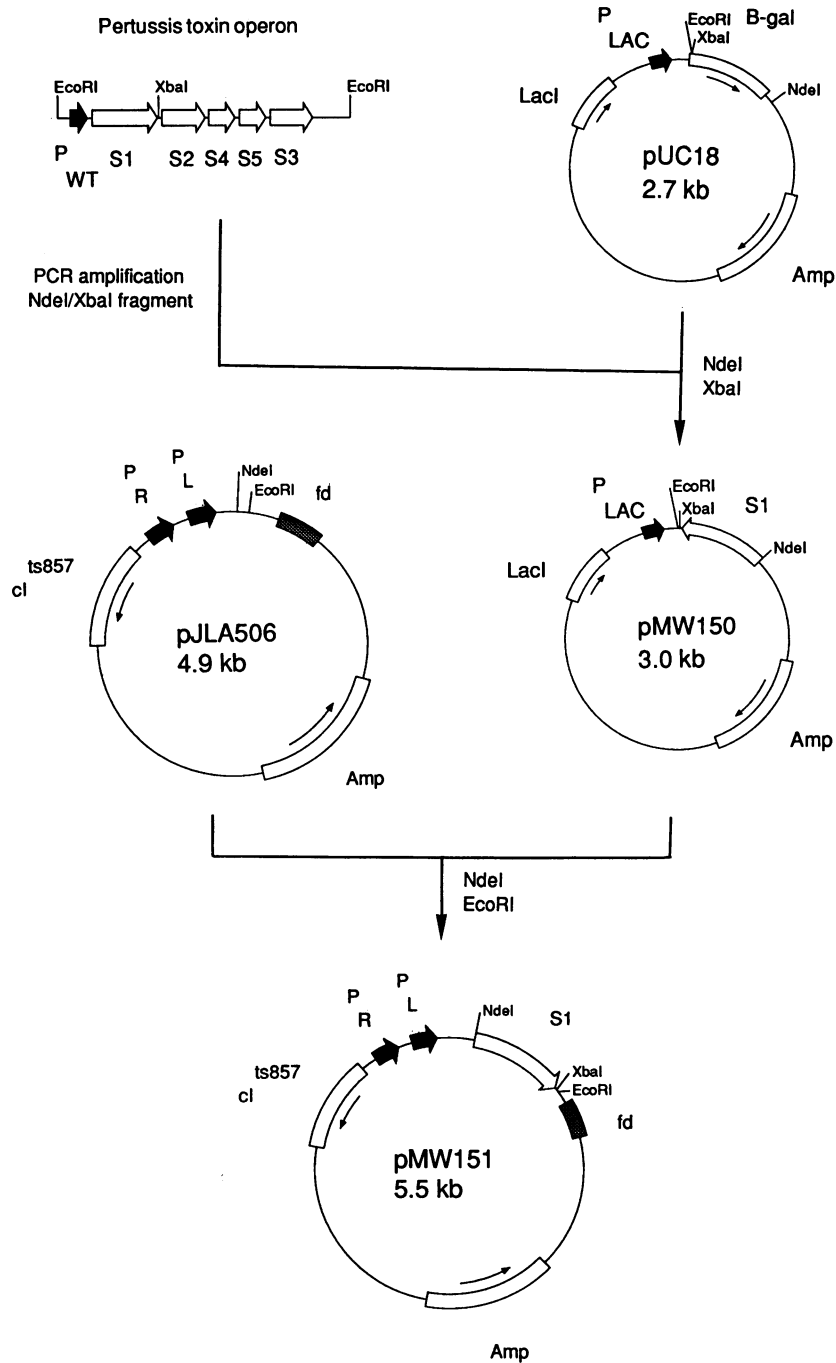 Pertussis toxin operon
EcoRI
XbaI
EcoRI
P
WT
S1
S2
S4
S5
S3
P
LAC
EcoRI
XbaI
B-gal
NdeI
LacI
pUC18
2.7 kb
Amp
PCR amplification
NdeI/XbaI fragment
NdeI
XbaI
P
R
P
L
NdeI
EcoRI
fd
ts857
cI
pJLA506
4.9 kb
Amp
P
LAC
EcoRI
XbaI
S1
NdeI
LacI
pMW150
3.0 kb
Amp
NdeI
EcoRI
P
R
P
L
NdeI
S1
XbaI
EcoRI
fd
ts857
cI
pMW151
5.5 kb
Amp